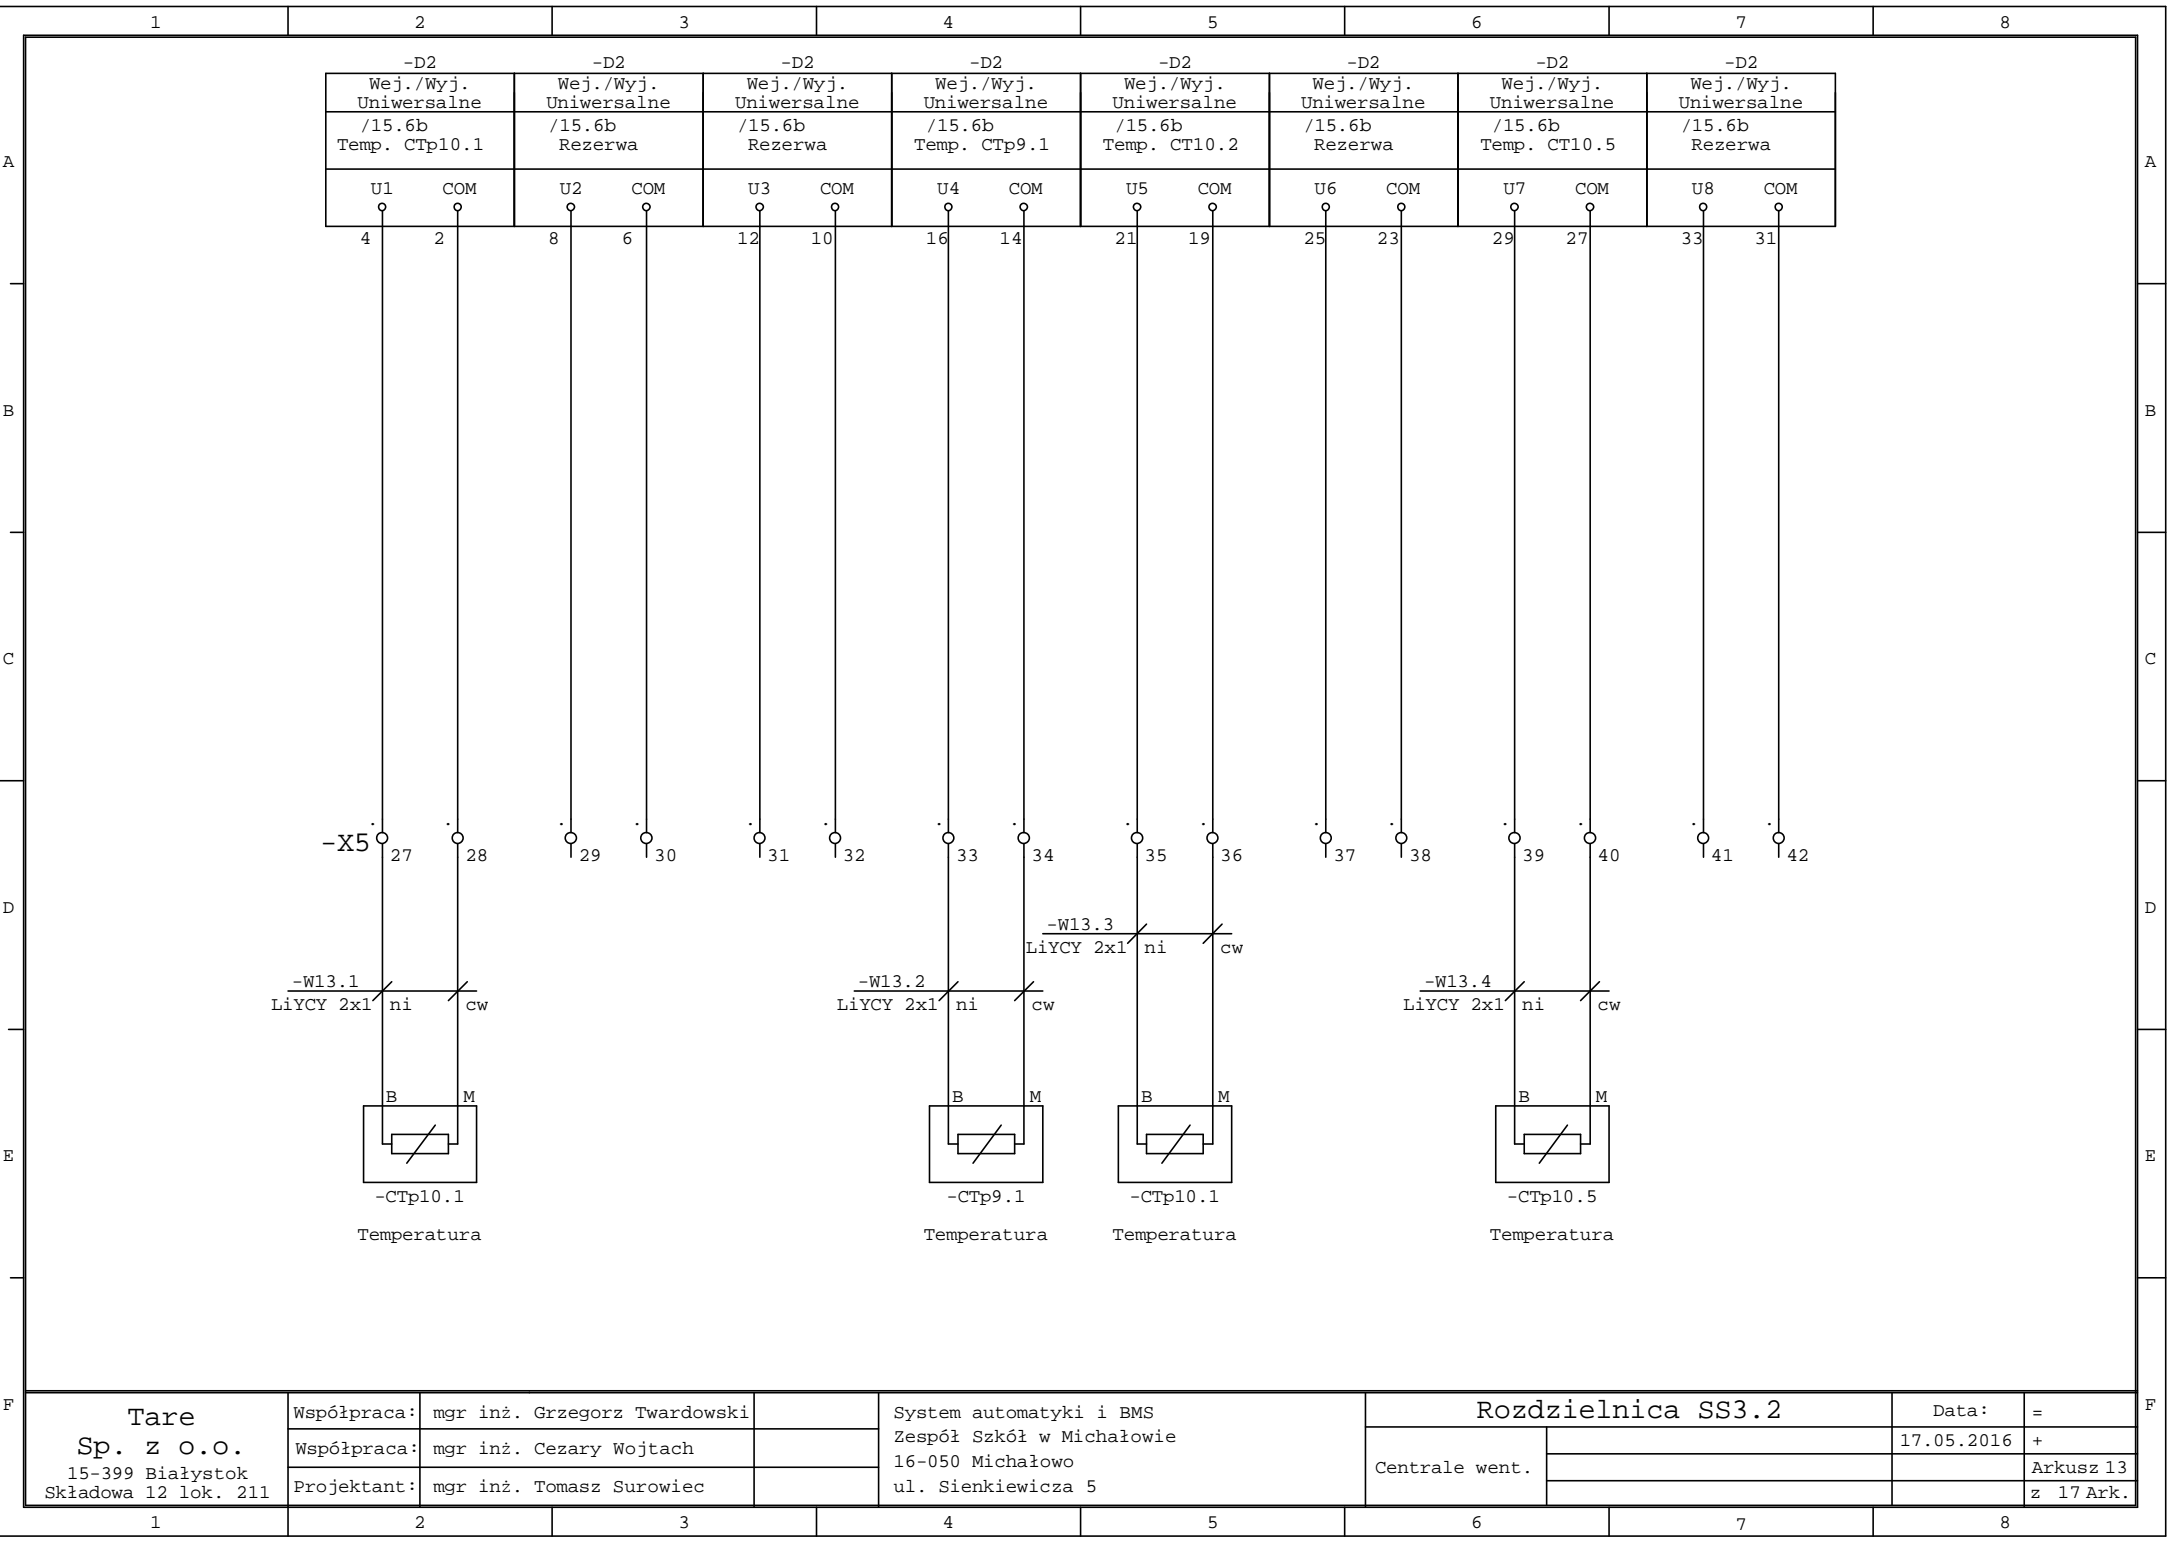 1 2 3 4 5 6 7 8
-D2 -D2 -D2 -D2 -D2 -D2 -D2 -D2
Wej./Wyj. Wej./Wyj. Wej./Wyj. Wej./Wyj. Wej./Wyj. Wej./Wyj. Wej./Wyj. Wej./Wyj.
Uniwersalne Uniwersalne Uniwersalne Uniwersalne Uniwersalne Uniwersalne Uniwersalne Uniwersalne
/15.6b /15.6b /15.6b /15.6b /15.6b /15.6b /15.6b /15.6b
Temp. CTp10.1 Rezerwa Rezerwa Temp. CTp9.1 Temp. CT10.2 Rezerwa Temp. CT10.5 Rezerwa
A A
U1 COM U2 COM U3 COM U4 COM U5 COM U6 COM U7 COM U8 COM
4 2 8 6 12 10 16 14 21 19 25 23 29 27 33 31
B B
C C
-X5 27 28 29 30 31 32 33 34 35 36 37 38 39 40 41 42
D D
-W13.3
LiYCY 2x1 ni cw
-W13.1 -W13.2 -W13.4
LiYCY 2x1 ni cw LiYCY 2x1 ni cw LiYCY 2x1 ni cw
B M B M B M B M
E E
-CTp10.1 -CTp9.1 -CTp10.1 -CTp10.5
Temperatura Temperatura Temperatura Temperatura
F F
Tare
Sp. z o.o.
15-399 Białystok
Składowa 12 lok. 211
Współpraca: mgr inż. Grzegorz Twardowski
Współpraca: mgr inż. Cezary Wojtach
Projektant: mgr inż. Tomasz Surowiec
System automatyki i BMS
Zespół Szkół w Michałowie
16-050 Michałowo
ul. Sienkiewicza 5
Rozdzielnica SS3.2
Centrale went.
Data: =
17.05.2016 +
Arkusz 13
z 17 Ark.
1 2 3 4 5 6 7 8